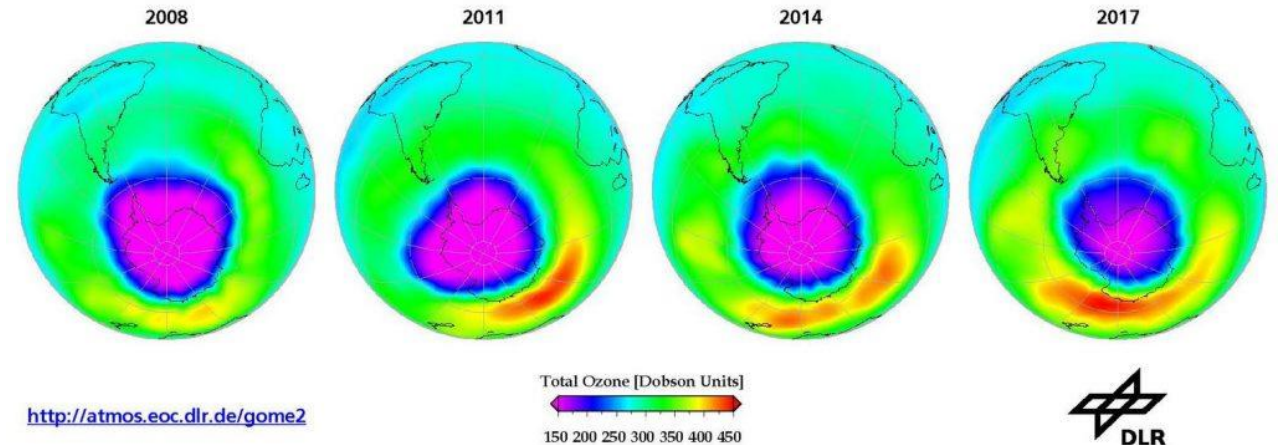 2008 2011 2014 2017
Total Ozone [Dobson Units]
150 200 250 300 350 400 450
http://atmos.eoc.dlr.de/gome2
DLR